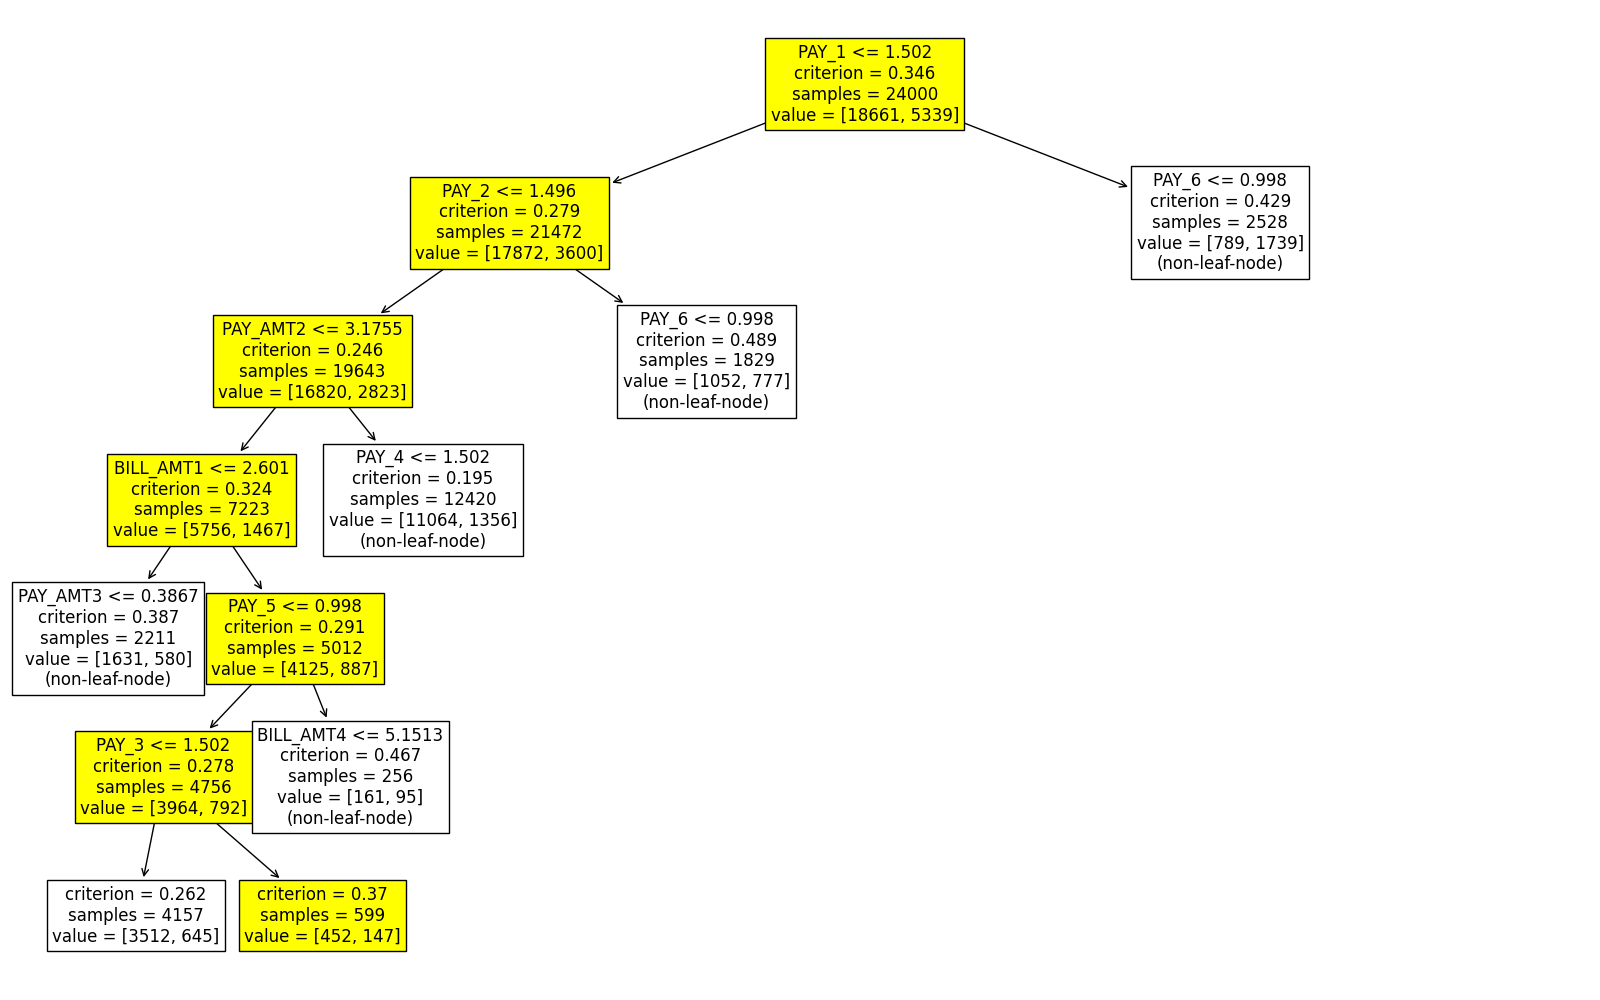 PAY_1 <= 1.502
criterion = 0.346
samples = 24000
value = [18661, 5339]
PAY_2 <= 1.496
criterion = 0.279
samples = 21472
value = [17872, 3600]
PAY_6 <= 0.998
criterion = 0.429
samples = 2528
value = [789, 1739]
(non-leaf-node)
PAY_AMT2 <= 3.1755
criterion = 0.246
samples = 19643
value = [16820, 2823]
PAY_6 <= 0.998
criterion = 0.489
samples = 1829
value = [1052, 777]
(non-leaf-node)
BILL_AMT1 <= 2.601
criterion = 0.324
samples = 7223
value = [5756, 1467]
PAY_4 <= 1.502
criterion = 0.195
samples = 12420
value = [11064, 1356]
(non-leaf-node)
PAY_AMT3 <= 0.3867
criterion = 0.387
samples = 2211
value = [1631, 580]
(non-leaf-node)
PAY_5 <= 0.998
criterion = 0.291
samples = 5012
value = [4125, 887]
PAY_3 <= 1.502
criterion = 0.278
samples = 4756
value = [3964, 792]
BILL_AMT4 <= 5.1513
criterion = 0.467
samples = 256
value = [161, 95]
(non-leaf-node)
criterion = 0.262
samples = 4157
value = [3512, 645]
criterion = 0.37
samples = 599
value = [452, 147]